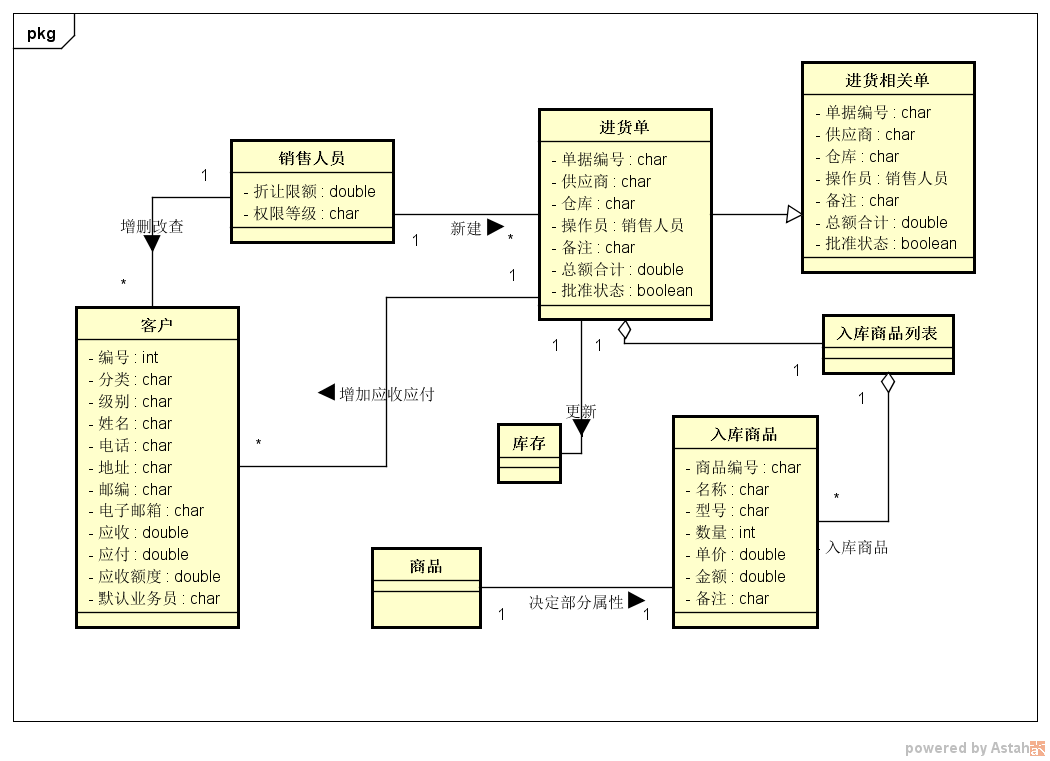 pkg
进货相关单
- 单据编号 : char
- 供应商 : char
- 仓库 : char
- 操作员 : 销售人员
- 备注 : char
- 总额合计 : double
- 批准状态 : boolean
进货单
- 单据编号 : char
- 供应商 : char
- 仓库 : char
- 操作员 : 销售人员
- 备注 : char
- 总额合计 : double
- 批准状态 : boolean
销售人员
- 折让限额 : double
- 权限等级 : char
1
增删改查
*
1
新建
*
1
客户
- 编号 : int
- 分类 : char
- 级别 : char
- 姓名 : char
- 电话 : char
- 地址 : char
- 邮编 : char
- 电子邮箱 : char
- 应收 : double
- 应付 : double
- 应收额度 : double
- 默认业务员 : char
增加应收应付
*
1
1
更新
库存
入库商品列表
1
1
入库商品
- 商品编号 : char
- 名称 : char
- 型号 : char
- 数量 : int
- 单价 : double
- 金额 : double
- 备注 : char
*
- 入库商品
商品
1
决定部分属性
1
powered by Astah